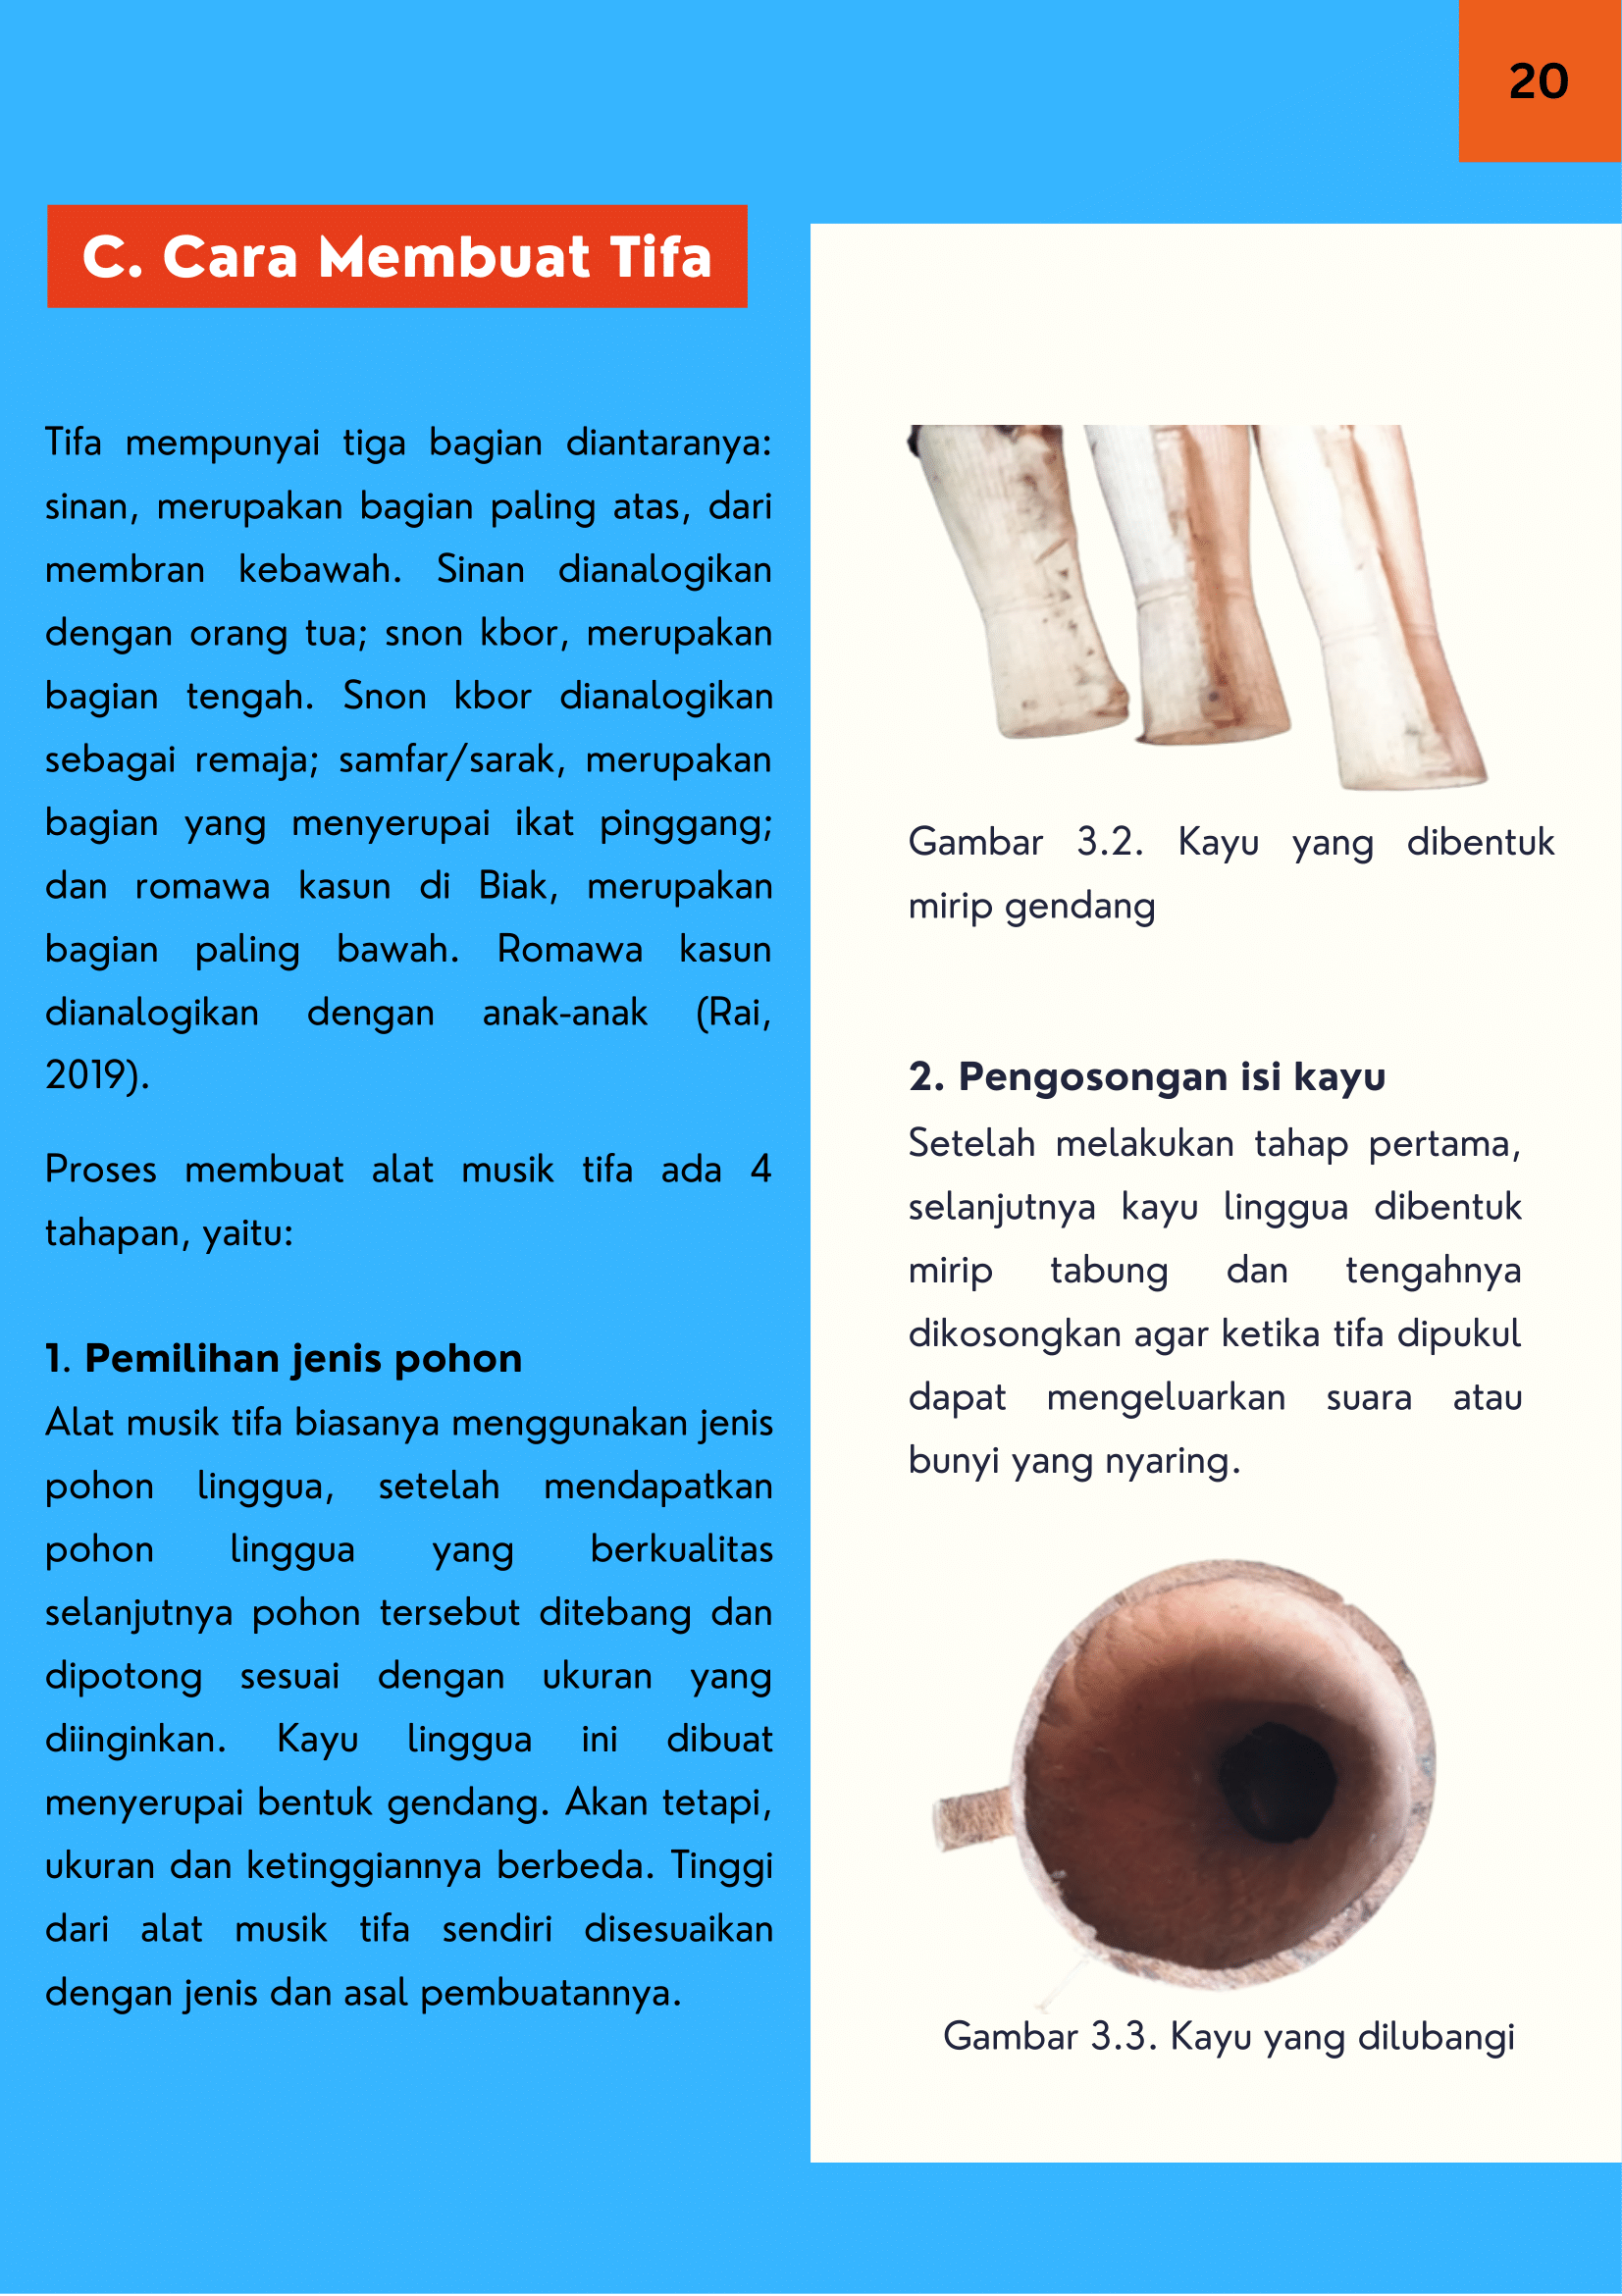 20
C. Cara Membuat Tifa
Tifa mempunyai tiga bagian diantaranya:
sinan, merupakan bagian paling atas, dari
membran kebawah. Sinan dianalogikan
dengan orang tua; snon kbor, merupakan
bagian tengah. Snon kbor dianalogikan
sebagai remaja; samfar/sarak, merupakan
bagian yang menyerupai ikat pinggang;
dan romawa kasun di Biak, merupakan
bagian paling bawah. Romawa kasun
dianalogikan dengan anak-anak (Rai,
2019).
Proses membuat alat musik tifa ada 4
tahapan, yaitu:
1. Pemilihan jenis pohon
Alat musik tifa biasanya menggunakan jenis
pohon linggua, setelah mendapatkan
pohon linggua yang berkualitas
selanjutnya pohon tersebut ditebang dan
dipotong sesuai dengan ukuran yang
diinginkan. Kayu linggua ini dibuat
menyerupai bentuk gendang. Akan tetapi,
ukuran dan ketinggiannya berbeda. Tinggi
dari alat musik tifa sendiri disesuaikan
dengan jenis dan asal pembuatannya.
Gambar 3.2. Kayu yang dibentuk
mirip gendang
2. Pengosongan isi kayu
Setelah melakukan tahap pertama,
selanjutnya kayu linggua dibentuk
mirip tabung dan tengahnya
dikosongkan agar ketika tifa dipukul
dapat mengeluarkan suara atau
bunyi yang nyaring.
Gambar 3.3. Kayu yang dilubangi